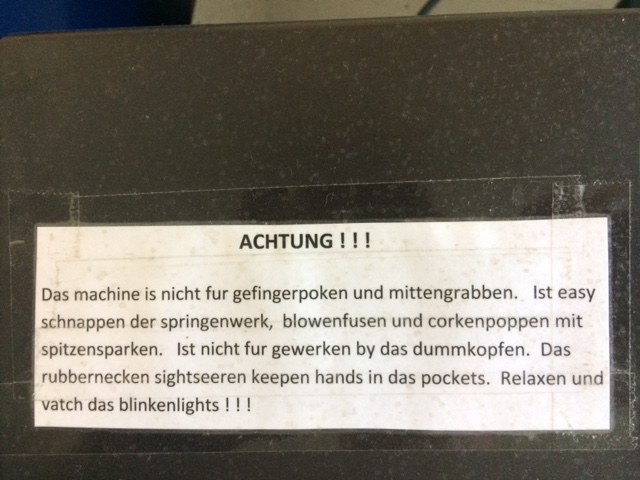 ACHTUNG ! ! !
Das machine is nicht fur gefingerpoken und mittengrabben.   Ist easy
schnappen der springenwerk,  blowenfusen und corkenpoppen mit
spitzensparken.   Ist nicht fur gewerken by das dummkopfen.  Das
rubbernecken sightseeren keepen hands in das pockets.  Relaxen und
vatch das blinkenlights ! ! !